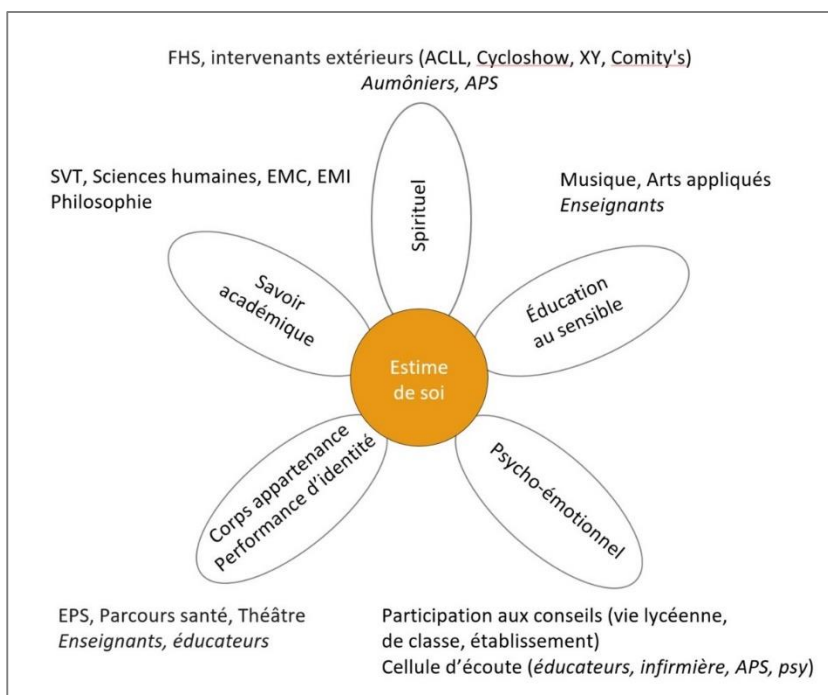 FHS, intervenants extérieurs (ACLL, Cycloshow, XY, Comity's)
Aumôniers, APS
Spirituel
SVT, Sciences humaines, EMC, EMI
Philosophie
Savoir
académique
Musique, Arts appliqués
Enseignants
Éducation
au sensible
Estime
de soi
Corps appartenance
Performance d'identité
EPS, Parcours santé, Théâtre
Enseignants, éducateurs
Psycho-émotionnel
Participation aux conseils (vie lycéenne,
de classe, établissement)
Cellule d'écoute (éducateurs, infirmière, APS, psy)